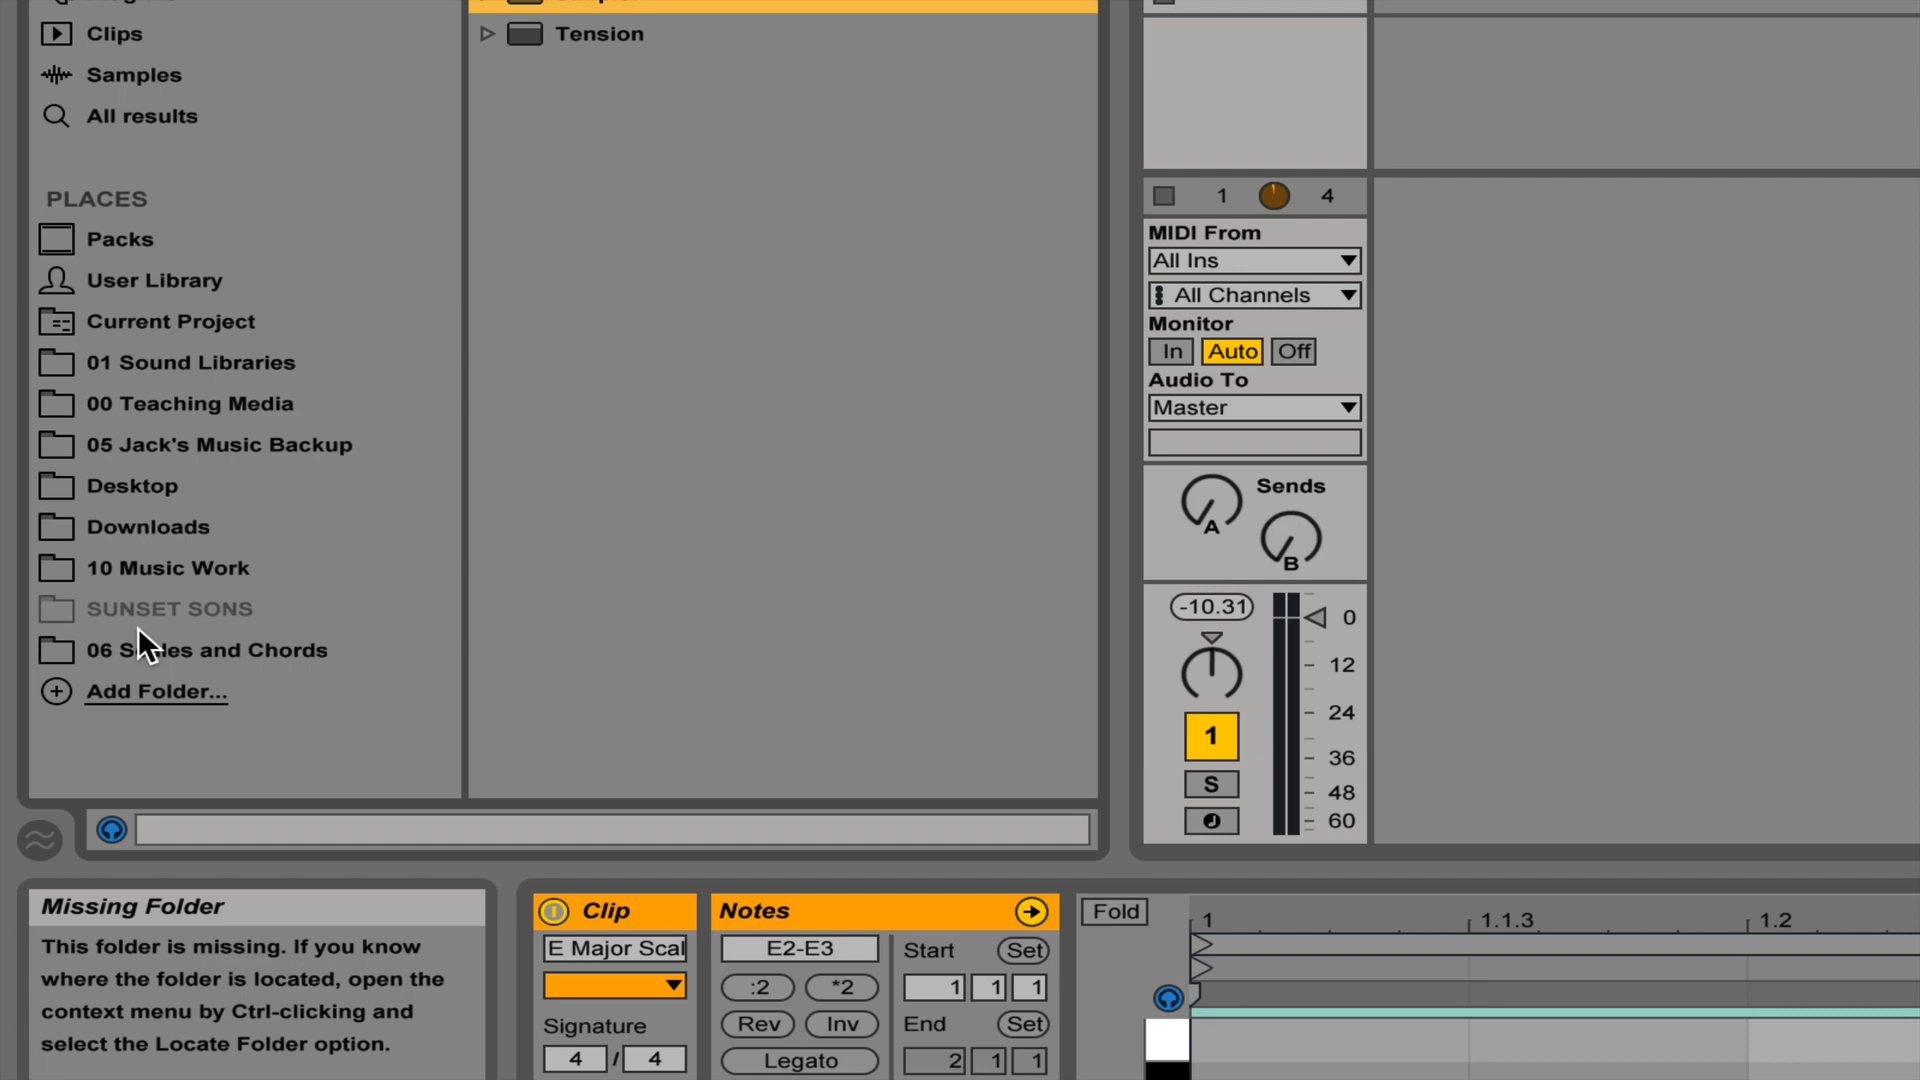 Clips
Samples
All results
PLACES
Packs
User Library
Current Project
01 Sound Libraries
00 Teaching Media
05 Jack's Music Backup
Desktop
Downloads
10 Music Work
SUNSET SONS
06 and Chords
Add Folder...
Tension
1 4
MIDI From
All Ins
All Channels
Monitor
In Auto Off
Audio To
Master
Sends
A
B
-10.31
0
12
24
36
48
60
1
S
Missing Folder
This folder is missing. If you know
where the folder is located, open the
context menu by Ctrl-clicking and
select the Locate Folder option.
Clip
E Major Scal
Signature
4 / 4
Notes
E2-E3
:2 *2
Rev Inv
Legato
Start Set
1 1 1
End Set
2 1 1
Fold
1 1.1.3 1.2